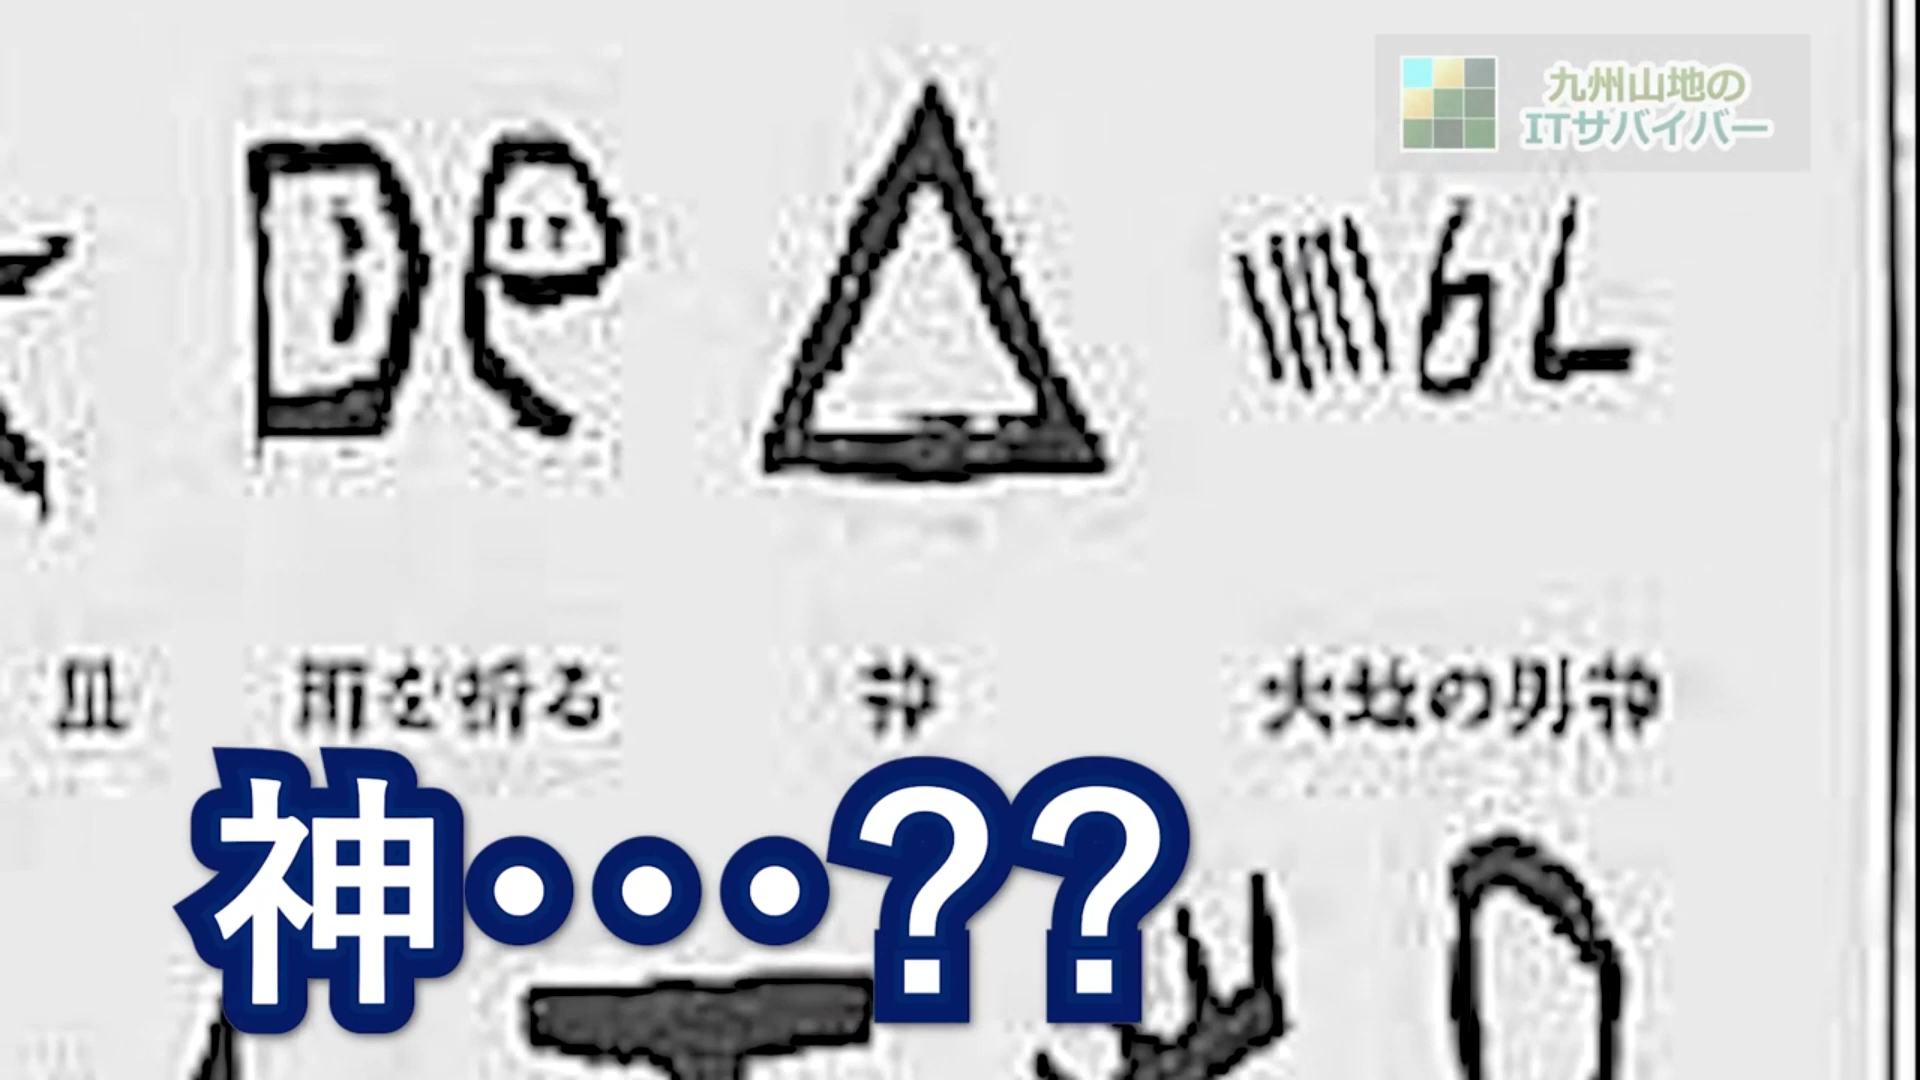 九州山地の
ITサバイバー
皿 雨を祈る 神 火蛇の男神
神・・・??